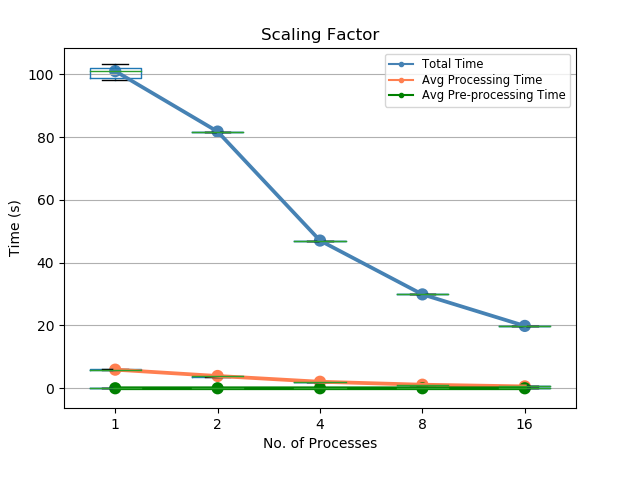 Scaling Factor
Total Time
Avg Processing Time
Avg Pre-processing Time
Time (s)
100
80
60
40
20
0
1 2 4 8 16
No. of Processes